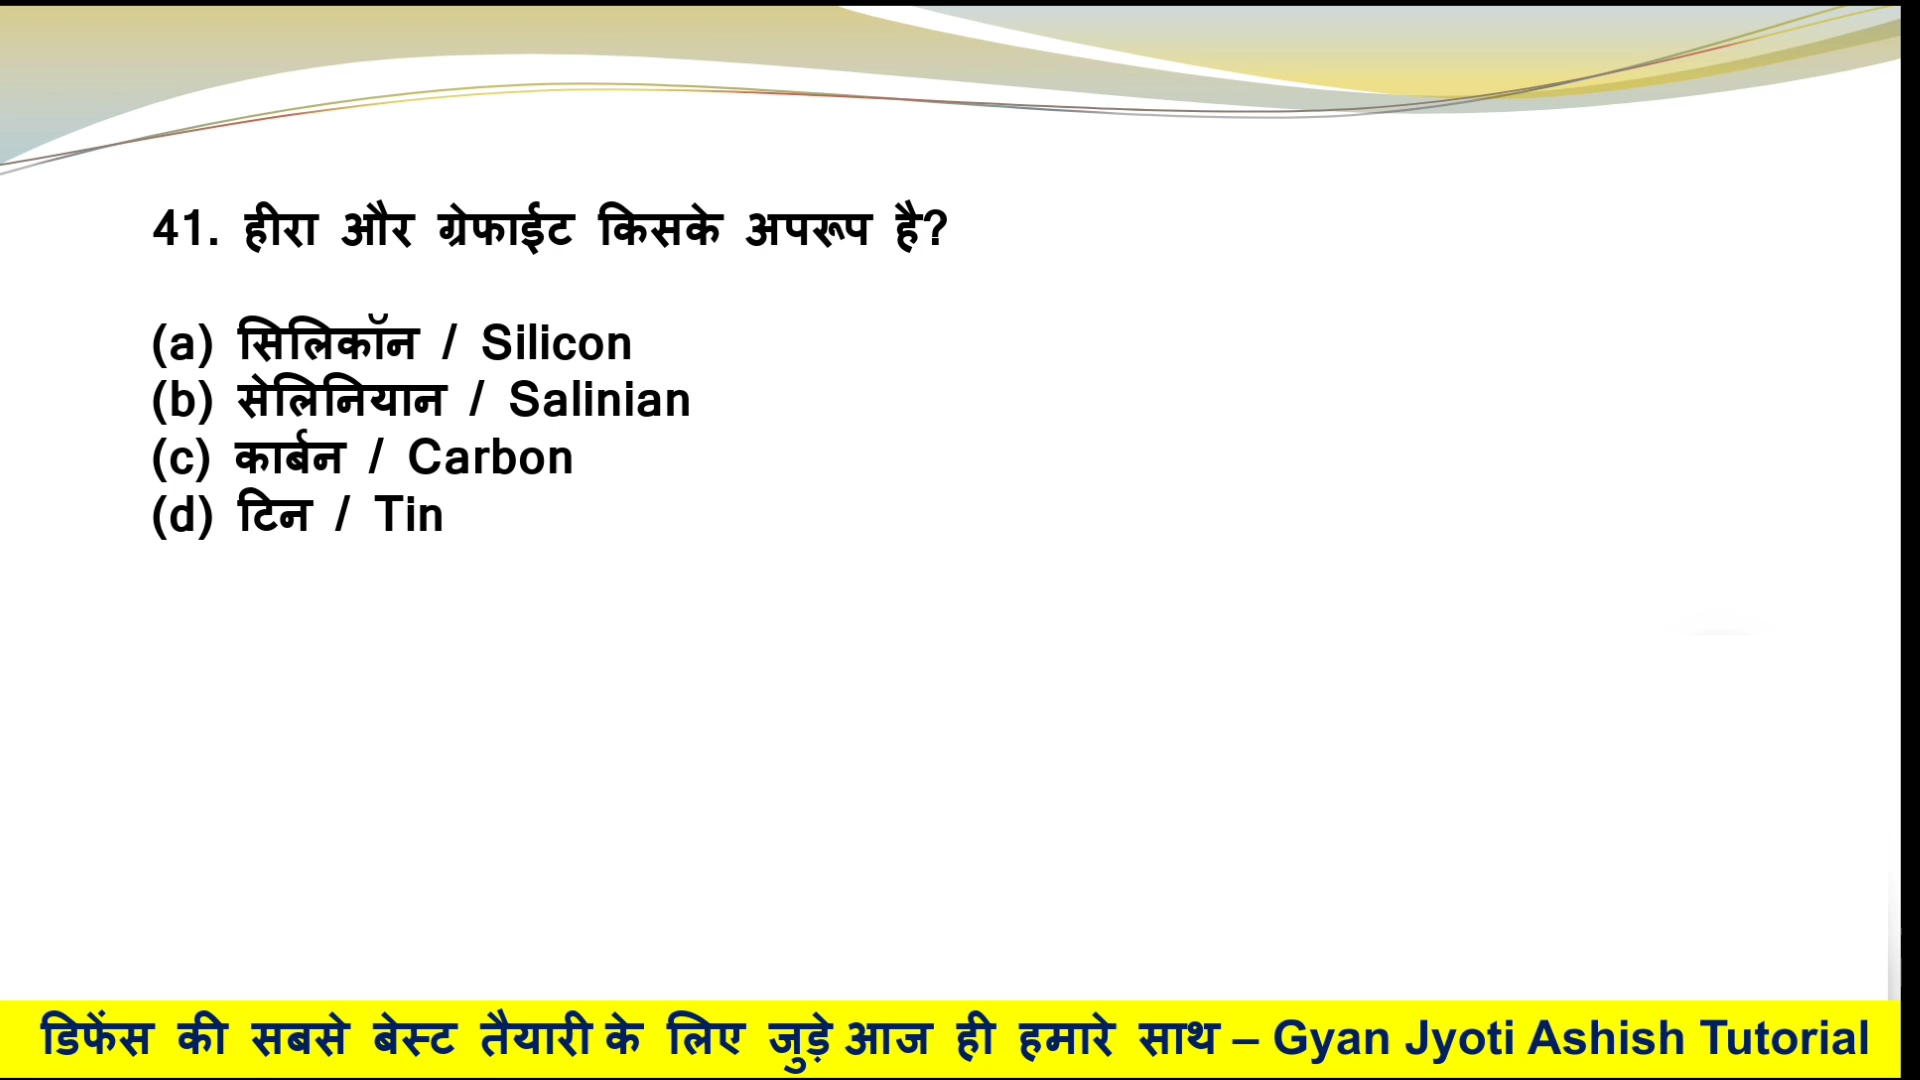 41. हीरा और ग्रेफाईट किसके अपरूप है?
(a) सिलिकॉन / Silicon
(b) सेलिनियान / Salinian
(c) कार्बन / Carbon
(d) टिन / Tin
डिफेंस की सबसे बेस्ट तैयारी के लिए जुड़े आज ही हमारे साथ – Gyan Jyoti Ashish Tutorial